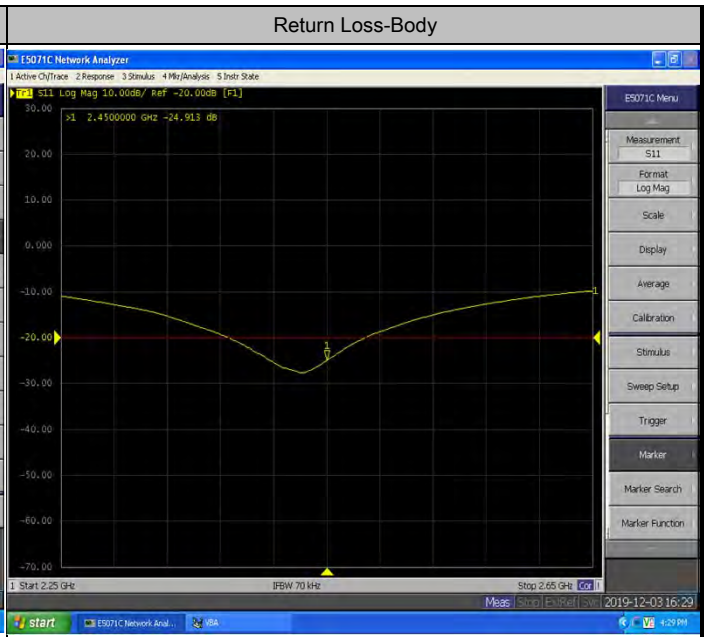 Return Loss-Body
E5071C Network Analyzer
1 Active Ch/Trace 2 Response 3 Stimulus 4 Mkr/Analysis 5 Instr State
Tr1 S11 Log Mag 10.00dB/ Ref -20.00dB [F1]
30.00
>1 2.4500000 GHz -24.913 dB
20.00
10.00
0.000
-10.00
1
-20.00
1
-30.00
-40.00
-50.00
-60.00
-70.00
1 Start 2.25 GHz IFBW 70 kHz Stop 2.65 GHz Cor !
E5071C Menu
Measurement
S11
Format
Log Mag
Scale
Display
Average
Calibration
Stimulus
Sweep Setup
Trigger
Marker
Marker Search
Marker Function
Meas Stop ExtRef Svc 2019-12-03 16:29
start E5071C Network Anal... VBA 4:29 PM